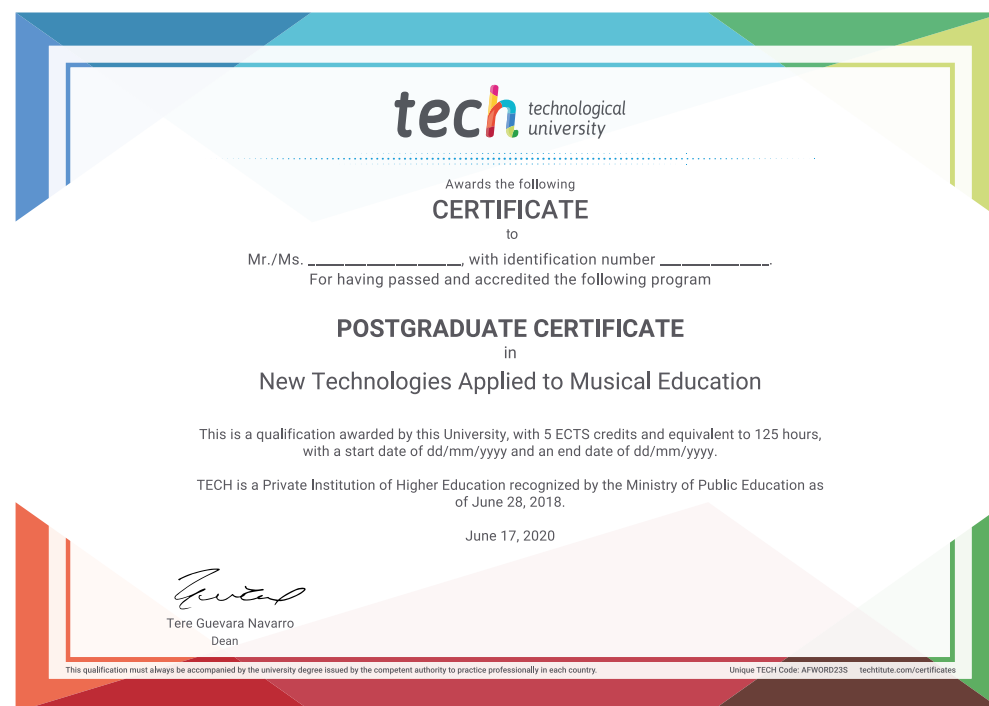 tech technological
university
Awards the following
CERTIFICATE
to
Mr./Ms. ____________________, with identification number ______________.
For having passed and accredited the following program
POSTGRADUATE CERTIFICATE
in
New Technologies Applied to Musical Education
This is a qualification awarded by this University, with 5 ECTS credits and equivalent to 125 hours,
with a start date of dd/mm/yyyy and an end date of dd/mm/yyyy.
TECH is a Private Institution of Higher Education recognized by the Ministry of Public Education as
of June 28, 2018.
June 17, 2020
Tere Guevara Navarro
Dean
This qualification must always be accompanied by the university degree issued by the competent authority to practice professionally in each country. Unique TECH Code: AFWORD23S techtitute.com/certificates